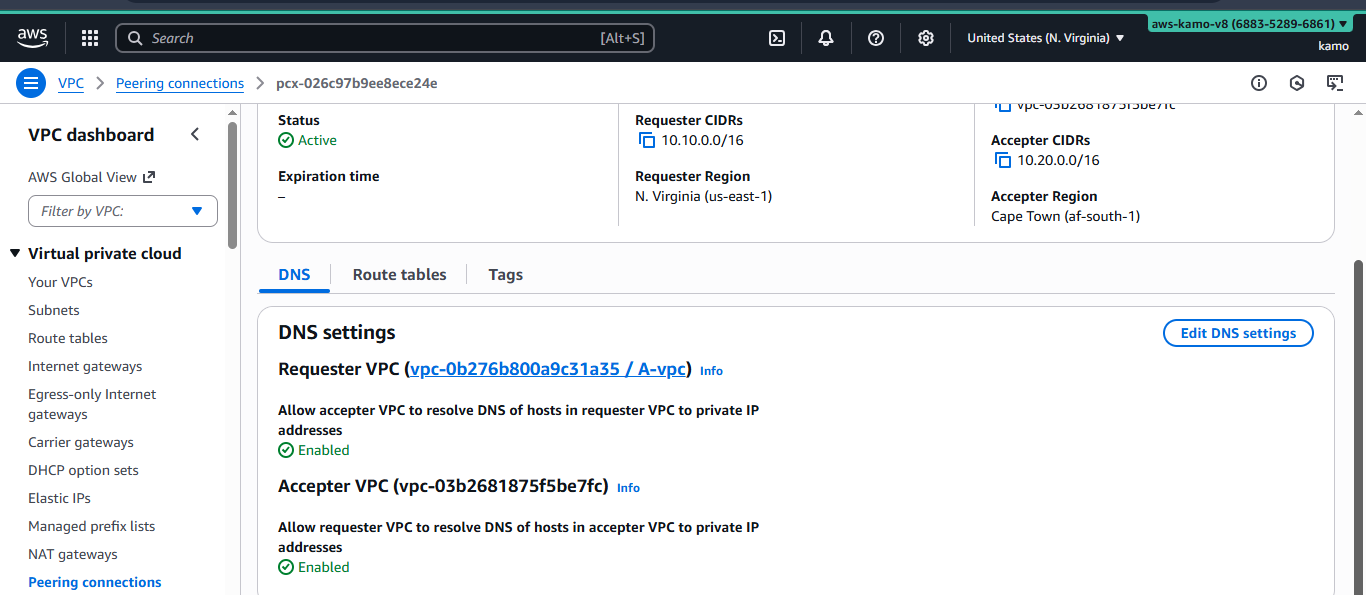 aws
Search
[Alt+S]
United States (N. Virginia)
aws-kamo-v8 (6883-5289-6861)
kamo
VPC
Peering connections
pcx-026c97b9ee8ece24e
VPC dashboard
AWS Global View
Filter by VPC:
Virtual private cloud
Your VPCs
Subnets
Route tables
Internet gateways
Egress-only Internet
gateways
Carrier gateways
DHCP option sets
Elastic IPs
Managed prefix lists
NAT gateways
Peering connections
Status
Active
Expiration time
–
Requester CIDRs
10.10.0.0/16
Requester Region
N. Virginia (us-east-1)
vpc-03b2681875f5be7fc
Accepter CIDRs
10.20.0.0/16
Accepter Region
Cape Town (af-south-1)
DNS
Route tables
Tags
DNS settings
Edit DNS settings
Requester VPC (vpc-0b276b800a9c31a35 / A-vpc) Info
Allow accepter VPC to resolve DNS of hosts in requester VPC to private IP
addresses
Enabled
Accepter VPC (vpc-03b2681875f5be7fc) Info
Allow requester VPC to resolve DNS of hosts in accepter VPC to private IP
addresses
Enabled